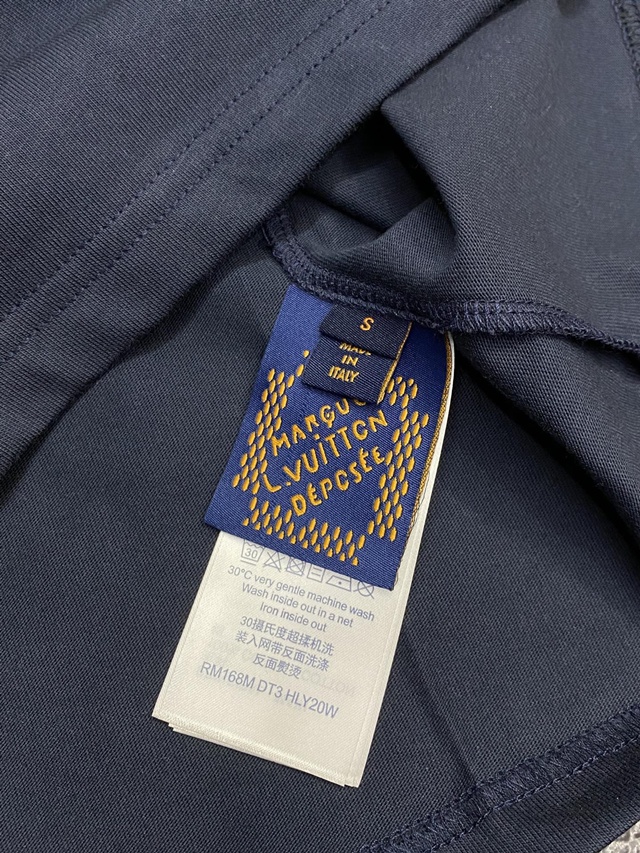 S
MADE
IN
ITALY
MARQUE
L. VUITTON
DÉPOSÉE
30
30°C very gentle machine wash
Wash inside out in a net
Iron inside out
30摄氏度超揉机洗
装入网带反面洗涤
反面熨烫
RM168M DT3 HLY20W